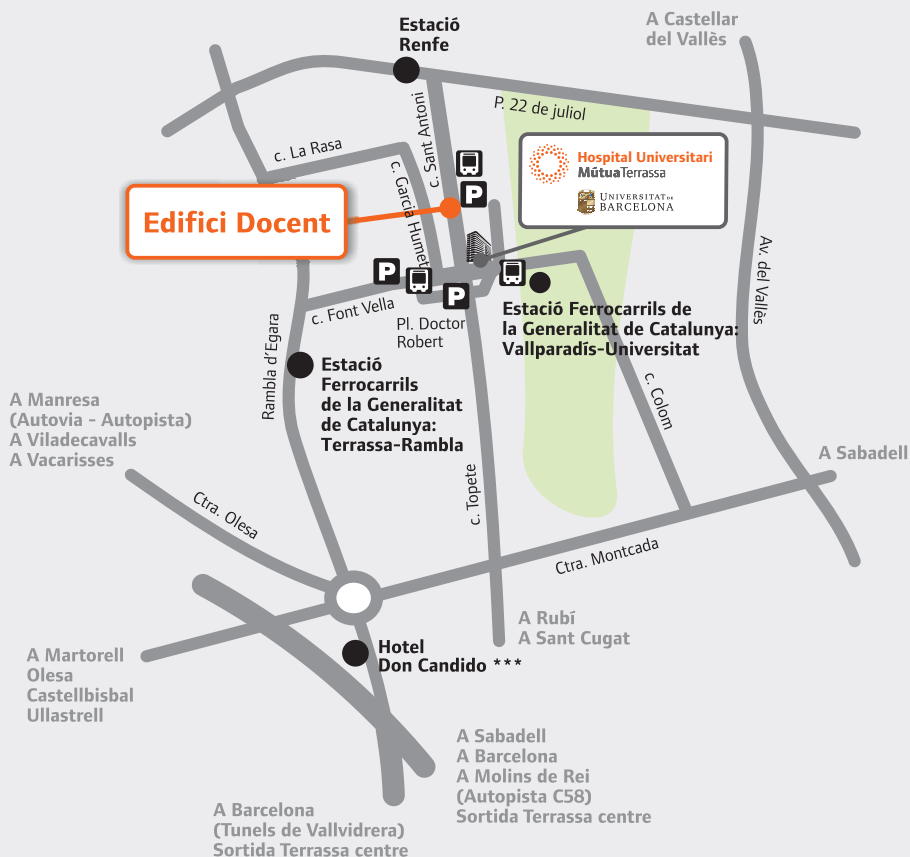 Estació
Renfe
A Castellar
del Vallès
P. 22 de juliol
c. Sant Antoni
c. La Rasa
c. Garcia Humet
P
Hospital Universitari
MútuaTerrassa
UNIVERSITAT DE
BARCELONA
Edifici Docent
P
P
c. Font Vella
Pl. Doctor
Robert
Estació Ferrocarrils de
la Generalitat de Catalunya:
Vallparadís-Universitat
Av. del Vallès
Rambla d'Egara
Estació
Ferrocarrils
de la Generalitat
de Catalunya:
Terrassa-Rambla
c. Colom
A Manresa
(Autovia - Autopista)
A Viladecavalls
A Vacarisses
A Sabadell
Ctra. Olesa
c. Topete
Ctra. Montcada
A Rubí
A Sant Cugat
Hotel
Don Candido ***
A Martorell
Olesa
Castellbisbal
Ullastrell
A Sabadell
A Barcelona
A Molins de Rei
(Autopista C58)
Sortida Terrassa centre
A Barcelona
(Tunels de Vallvidrera)
Sortida Terrassa centre